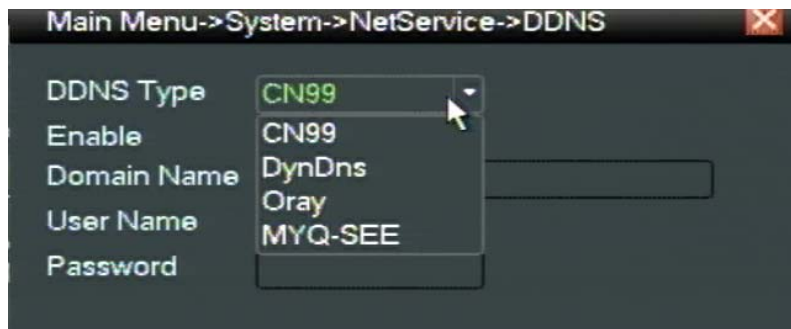 Main Menu->System->NetService->DDNS
DDNS Type CN99
Enable CN99
Domain Name DynDns
Oray
User Name
MYQ-SEE
Password